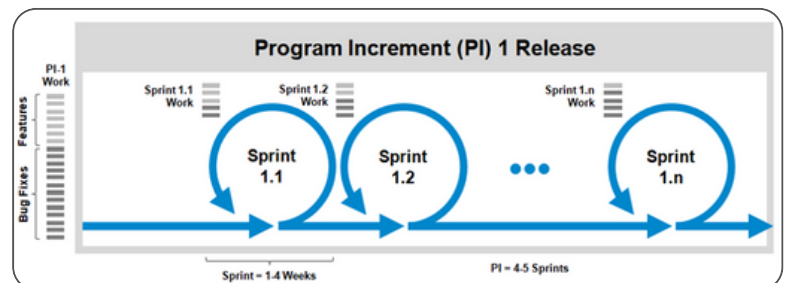 Program Increment (PI) 1 Release
PI-1
Work
Features
Bug Fixes
Sprint 1.1
Work
Sprint 1.2
Work
Sprint 1.n
Work
Sprint
1.1
Sprint
1.2
Sprint
1.n
Sprint = 1-4 Weeks
PI = 4-5 Sprints